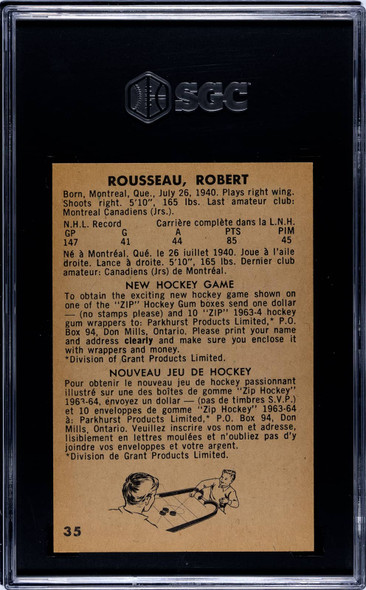 SGC
ROUSSEAU, ROBERT
Born, Montreal, Que., July 26, 1940. Plays right wing.
Shoots right. 5'10", 165 lbs. Last amateur club:
Montreal Canadiens (Jrs.).
N.H.L. Record Carrière complète dans la L.N.H.
GP G A PTS PIM
147 41 44 85 45
Né à Montréal, Qué. le 26 iuillet 1940. Joue à l'aile
droite. Lance à droite. 5'10", 165 lbs. Dernier club
amateur: Canadiens (Jrs) de Montréal.
NEW HOCKEY GAME
To obtain the exciting new hockey game shown on
one of the "ZIP" Hockey Gum boxes send one dollar
— (no stamps please) and 10 "ZIP" 1963-4 hockey
gum wrappers to: Parkhurst Products Limited,* P.O.
Box 94, Don Mills, Ontario. Please print your name
and address clearly and make sure you enclose it
with wrappers and money.
*Division of Grant Products Limited.
NOUVEAU JEU DE HOCKEY
Pour obtenir le nouveau jeu de hockey passionnant
illustré sur une des boîtes de gomme "Zip Hockey"
1963-64, envoyez un dollar — (pas de timbres S.V.P.)
et 10 enveloppes de gomme "Zip Hockey" 1963-64
à: Parkhurst Products Limited,* P.O. Box 94, Don
Mills, Ontario. Veuillez inscrire vos nom et adresse,
lisiblement en lettres moulées et n'oubliez pas d'y
joindre vos enveloppes et votre argent.
*Division de Grant Products Limited.
35